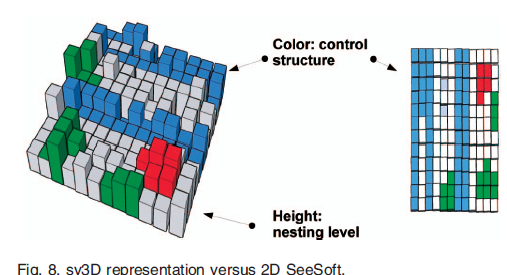 Color: control
structure
Height:
nesting level
Fig. 8. sv3D representation versus 2D SeeSoft.